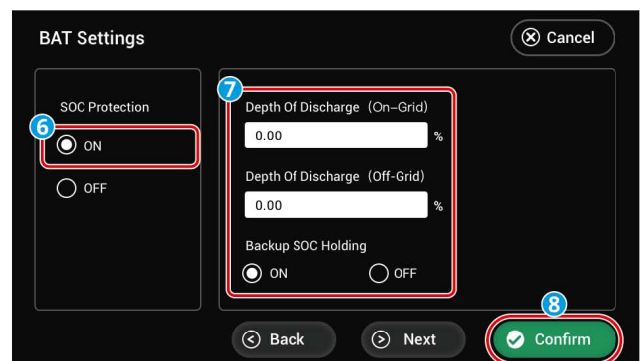 BAT Settings
Cancel
SOC Protection
6
ON
OFF
7
Depth Of Discharge（On–Grid）
0.00 %
Depth Of Discharge（Off-Grid）
0.00 %
Backup SOC Holding
ON OFF
8
Back Next Confirm